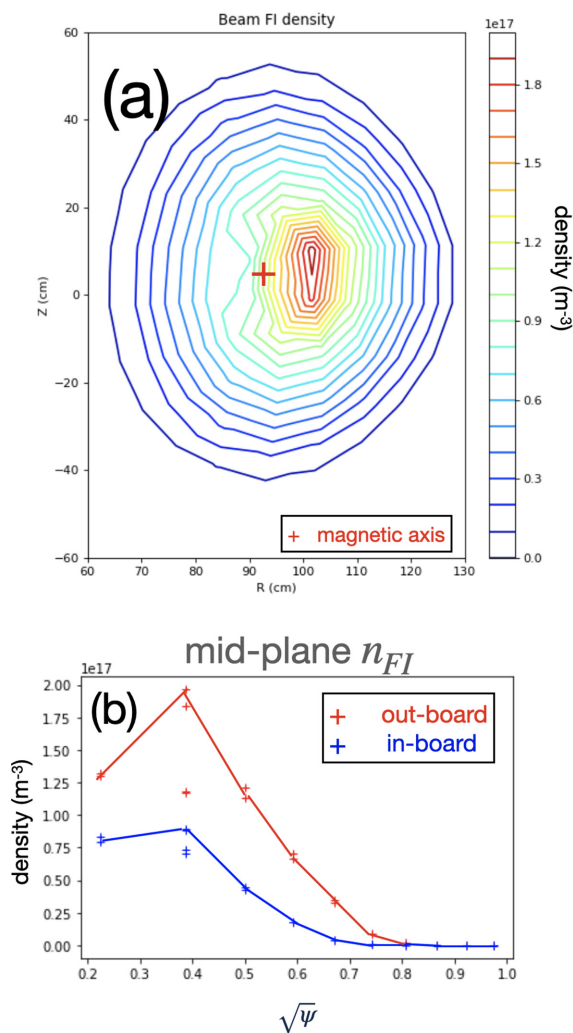 Beam FI density
1e17
(a)
60
40
20
0
−20
−40
−60
Z (cm)
60 70 80 90 100 110 120 130
R (cm)
+ magnetic axis
1.8
1.5
1.2
0.9
0.6
0.3
0.0
density (m-3)
mid-plane nFI
1e17
(b)
2.00
1.75
1.50
1.25
1.00
0.75
0.50
0.25
0.00
density (m-3)
+ out-board
+ in-board
0.2 0.3 0.4 0.5 0.6 0.7 0.8 0.9 1.0
√ψ